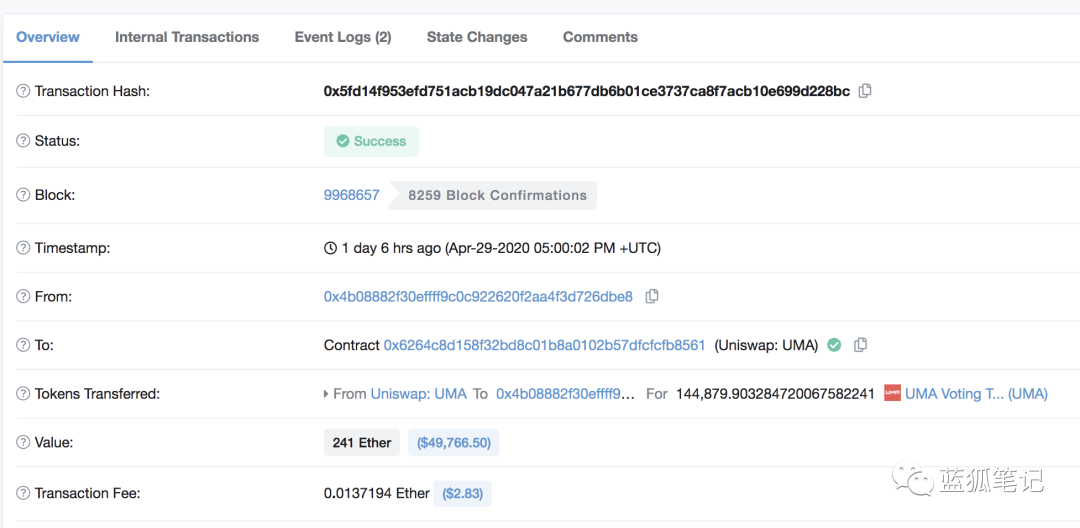 Overview Internal Transactions Event Logs (2) State Changes Comments
Transaction Hash: 0x5fd14f953efd751acb19dc047a21b677db6b01ce3737ca8f7acb10e699d228bc
Status: Success
Block: 9968657 8259 Block Confirmations
Timestamp: 1 day 6 hrs ago (Apr-29-2020 05:00:02 PM +UTC)
From: 0x4b08882f30effff9c0c922620f2aa4f3d726dbe8
To: Contract 0x6264c8d158f32bd8c01b8a0102b57dfcfcfb8561 (Uniswap: UMA)
Tokens Transferred: From Uniswap: UMA To 0x4b08882f30effff9... For 144,879.903284720067582241 UMA Voting T... (UMA)
Value: 241 Ether ($49,766.50)
Transaction Fee: 0.0137194 Ether ($2.83)
蓝狐笔记